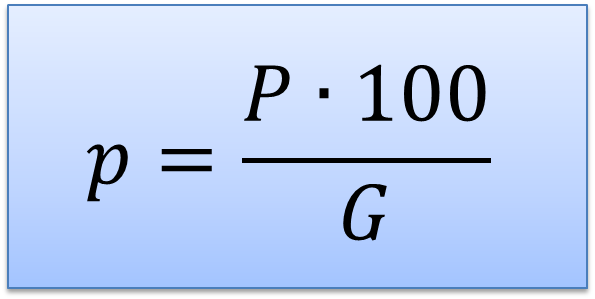 p = P · 100 / G